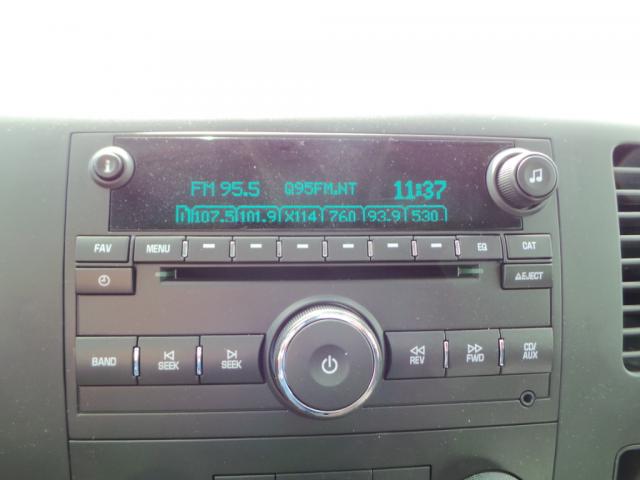 FM 95.5 Q95FM.NT 11:37
1 107.5 101.9 X114 760 93.9 530
FAV MENU EQ CAT
EJECT
BAND SEEK SEEK REV FWD CD/
AUX